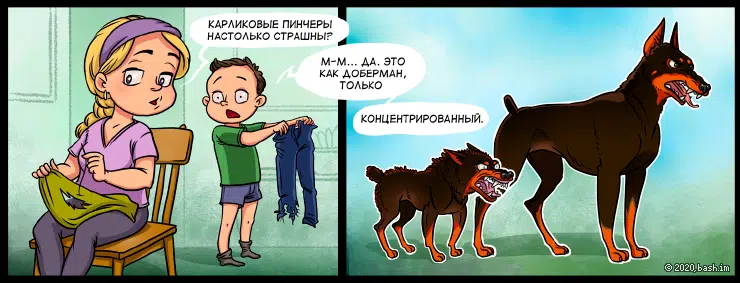 КАРЛИКОВЫЕ ПИНЧЕРЫ
НАСТОЛЬКО СТРАШНЫ?
М-М... ДА. ЭТО
КАК ДОБЕРМАН,
ТОЛЬКО
КОНЦЕНТРИРОВАННЫЙ.
© 2020, bash.im